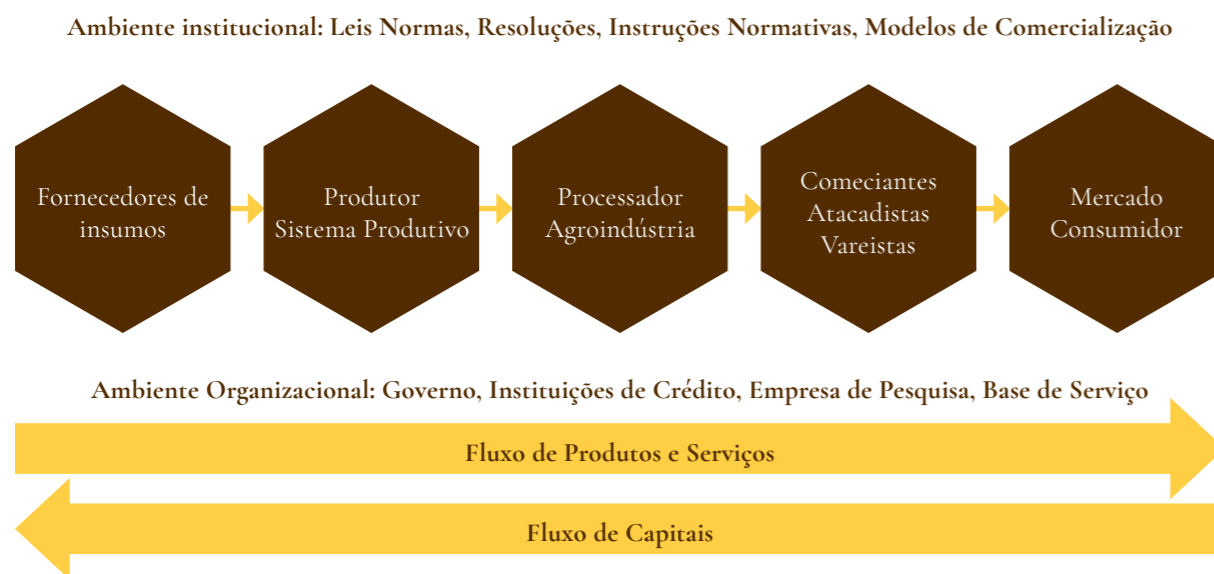 Ambiente institucional: Leis Normas, Resoluções, Instruções Normativas, Modelos de Comercialização
Fornecedores de
insumos
Produtor
Sistema Produtivo
Processador
Agroindústria
Comeciantes
Atacadistas
Vareistas
Mercado
Consumidor
Ambiente Organizacional: Governo, Instituições de Crédito, Empresa de Pesquisa, Base de Serviço
Fluxo de Produtos e Serviços
Fluxo de Capitais